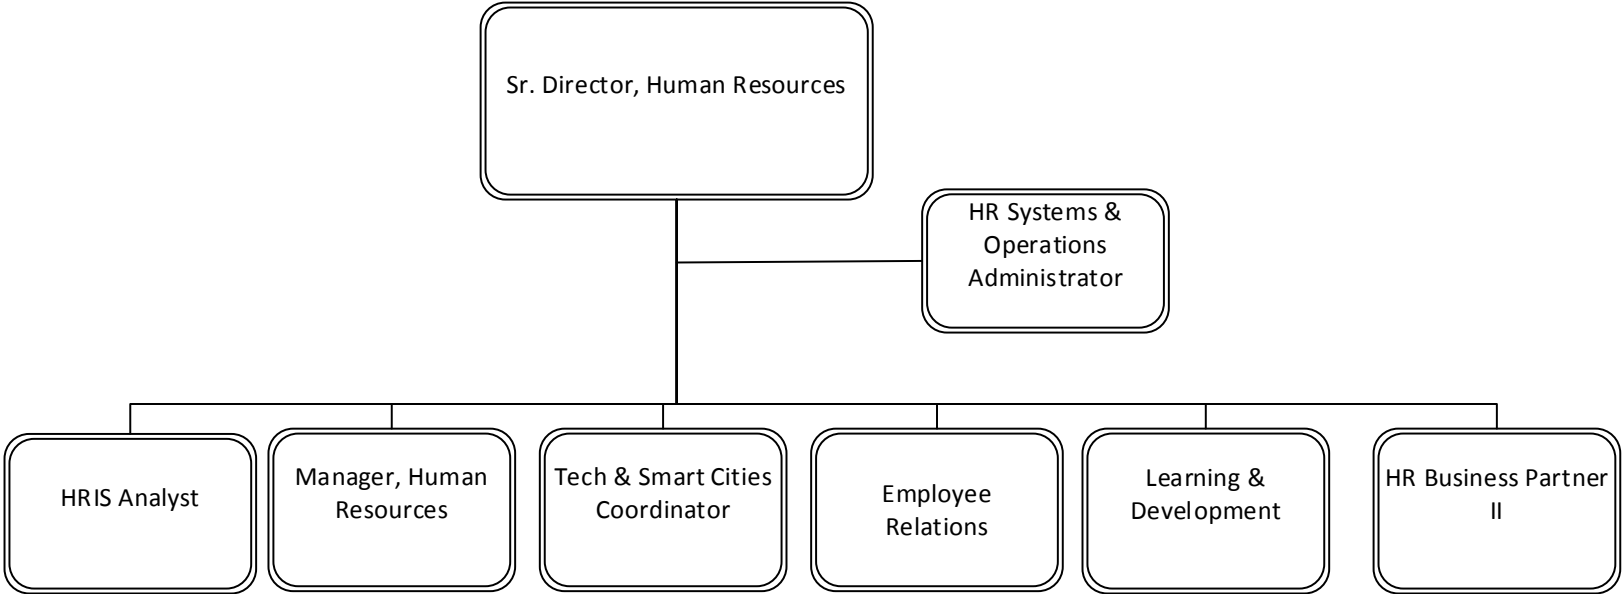 Sr. Director, Human Resources
HR Systems &
Operations
Administrator
HRIS Analyst
Manager, Human
Resources
Tech & Smart Cities
Coordinator
Employee
Relations
Learning &
Development
HR Business Partner
II